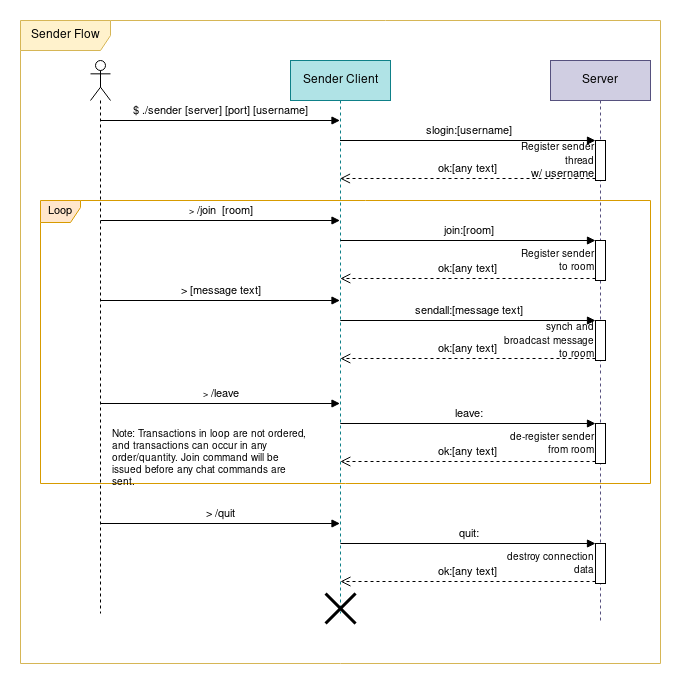 Sender Flow
Sender Client
Server
$ ./sender [server] [port] [username]
slogin:[username]
Register sender
thread
w/ username
ok:[any text]
Loop
> /join  [room]
join:[room]
Register sender
to room
ok:[any text]
> [message text]
sendall:[message text]
synch and
broadcast message
to room
ok:[any text]
> /leave
leave:
de-register sender
from room
ok:[any text]
Note: Transactions in loop are not ordered,
and transactions can occur in any
order/quantity. Join command will be
issued before any chat commands are
sent.
> /quit
quit:
destroy connection
data
ok:[any text]